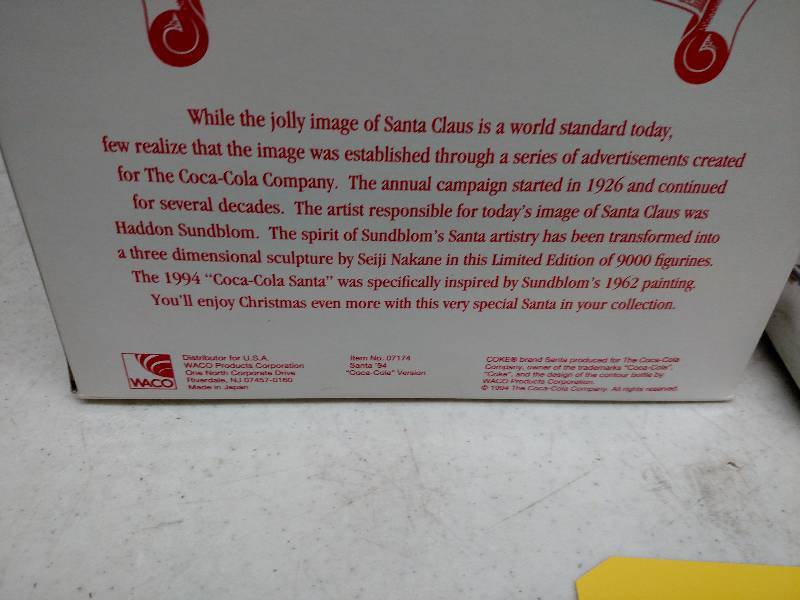 While the jolly image of Santa Claus is a world standard today,
few realize that the image was established through a series of advertisements created
for The Coca-Cola Company. The annual campaign started in 1926 and continued
for several decades. The artist responsible for today's image of Santa Claus was
Haddon Sundblom. The spirit of Sundblom's Santa artistry has been transformed into
a three dimensional sculpture by Seiji Nakane in this Limited Edition of 9000 figurines.
The 1994 "Coca-Cola Santa" was specifically inspired by Sundblom's 1962 painting.
You'll enjoy Christmas even more with this very special Santa in your collection.
WACO
Distributor for U.S.A.
WACO Products Corporation
One North Corporate Drive
Riverdale, NJ 07457-0160
Made in Japan
Item No. 07174
Santa '94
"Coca-Cola" Version
COKE® brand Santa produced for The Coca-Cola
Company, owner of the trademarks "Coca-Cola",
"Coke", and the design of the contour bottle by
WACO Products Corporation.
© 1994 The Coca-Cola Company. All rights reserved.